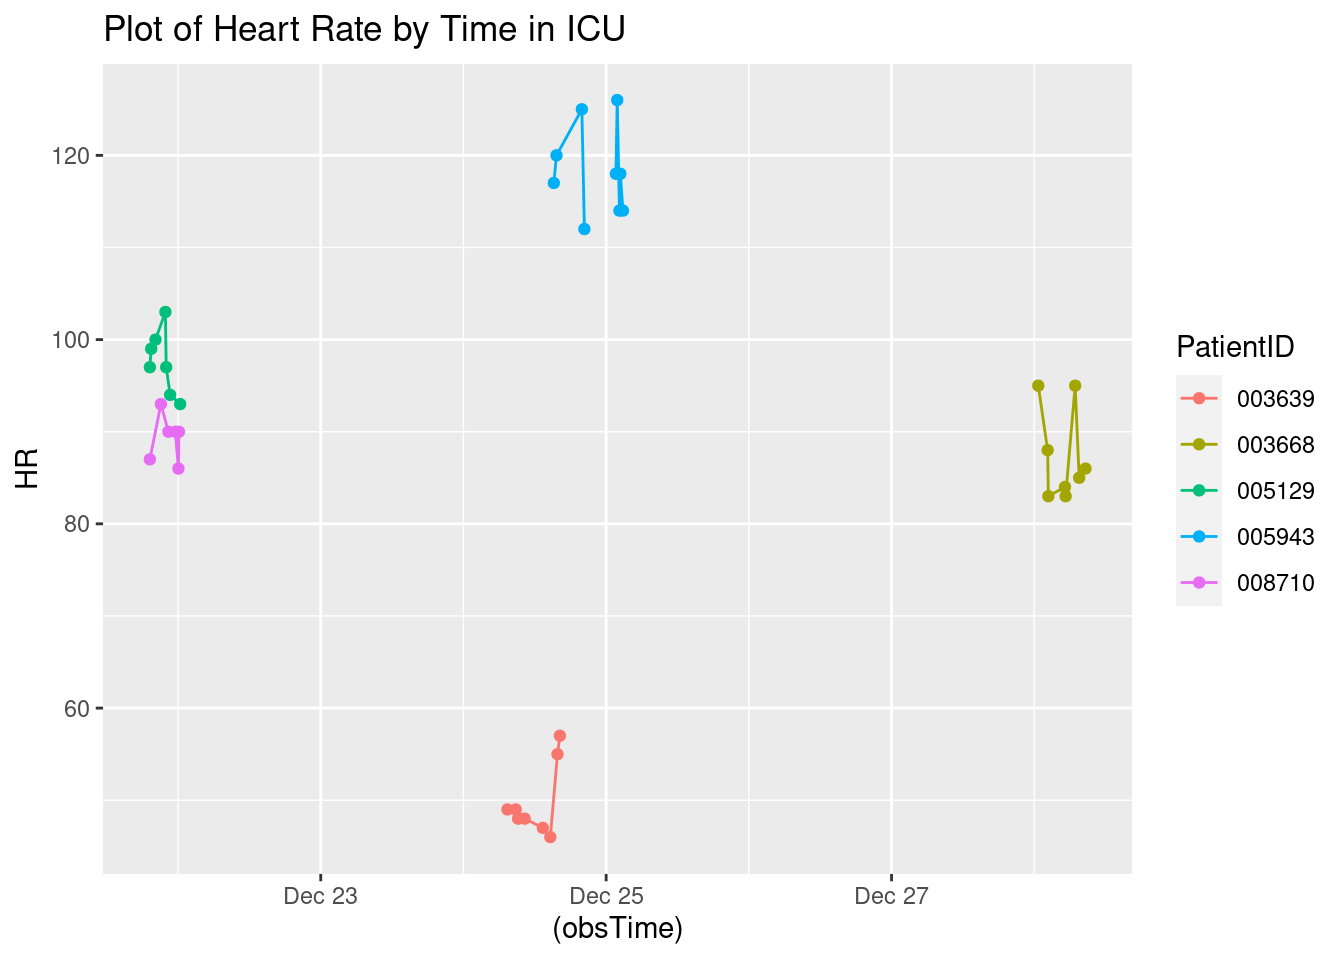 Plot of Heart Rate by Time in ICU
120
100
80
60
HR
Dec 23
Dec 25
Dec 27
(obsTime)
PatientID
003639
003668
005129
005943
008710